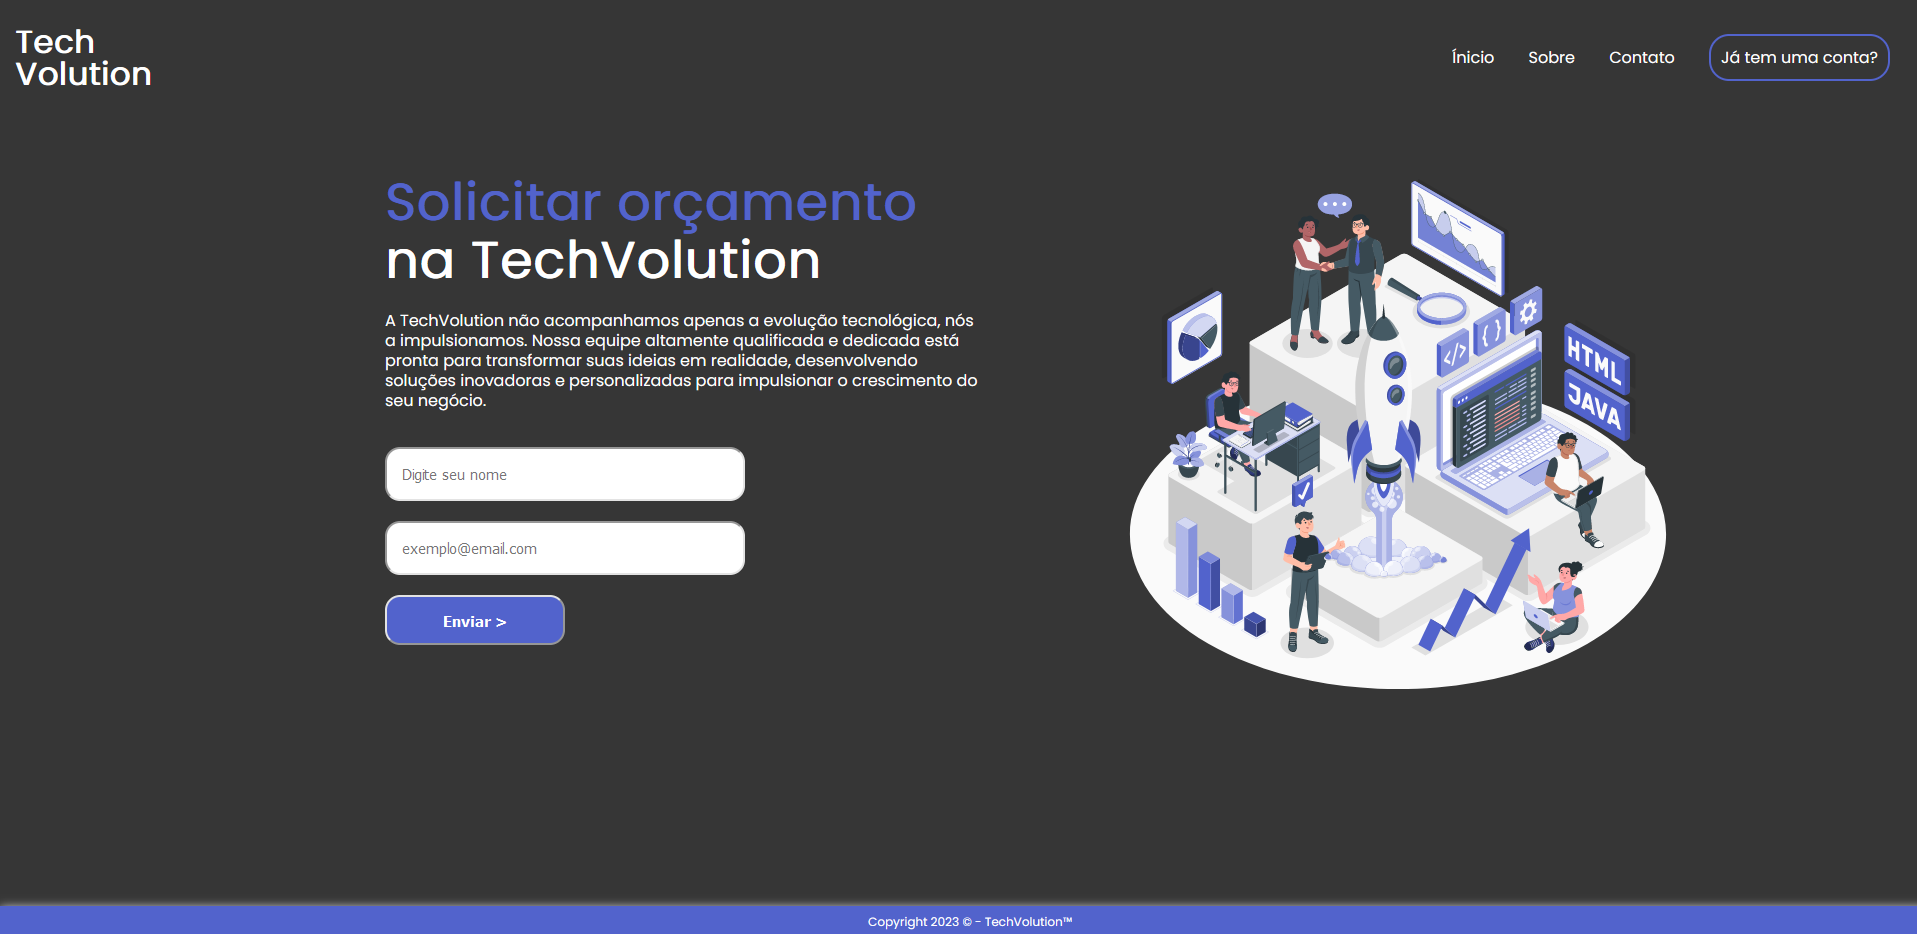 Tech
Volution
Ínicio
Sobre
Contato
Já tem uma conta?
Solicitar orçamento
na TechVolution
A TechVolution não acompanhamos apenas a evolução tecnológica, nós
a impulsionamos. Nossa equipe altamente qualificada e dedicada está
pronta para transformar suas ideias em realidade, desenvolvendo
soluções inovadoras e personalizadas para impulsionar o crescimento do
seu negócio.
Digite seu nome
exemplo@email.com
Enviar >
</>
{ }
HTML
JAVA
Copyright 2023 © - TechVolution™